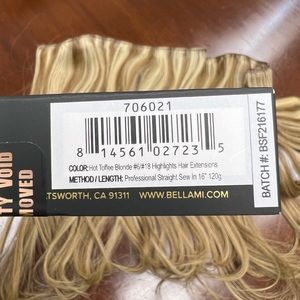 706021
8 14561 02723 5
COLOR: Hot Toffee Blonde #6/#18 Highlights Hair Extensions
METHOD / LENGTH: Professional Straight Sew In 16" 120g
BATCH #: BSF216177
TY VOID
MOVED
TSWORTH, CA 91311 WWW.BELLAMI.COM